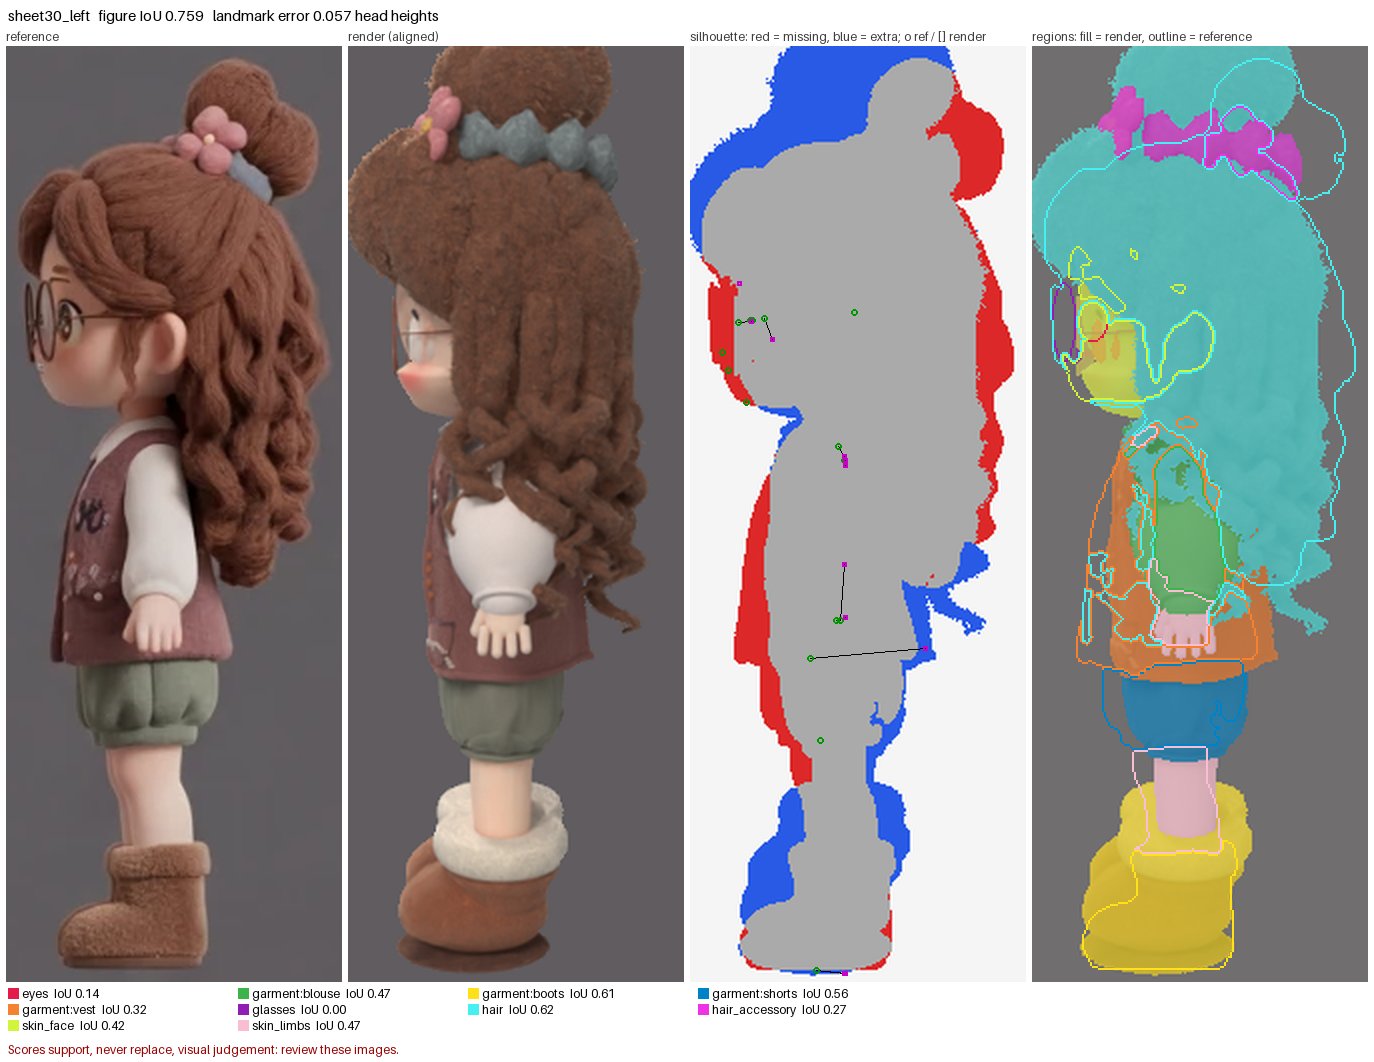 sheet30_left  figure IoU 0.759  landmark error 0.057 head heights
reference
render (aligned)
silhouette: red = missing, blue = extra; o ref / [] render
regions: fill = render, outline = reference
eyes IoU 0.14
garment:blouse IoU 0.47
garment:boots IoU 0.61
garment:shorts IoU 0.56
garment:vest IoU 0.32
glasses IoU 0.00
hair IoU 0.62
hair_accessory IoU 0.27
skin_face IoU 0.42
skin_limbs IoU 0.47
Scores support, never replace, visual judgement: review these images.